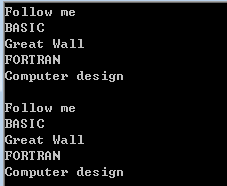 Follow me
BASIC
Great Wall
FORTRAN
Computer design

Follow me
BASIC
Great Wall
FORTRAN
Computer design